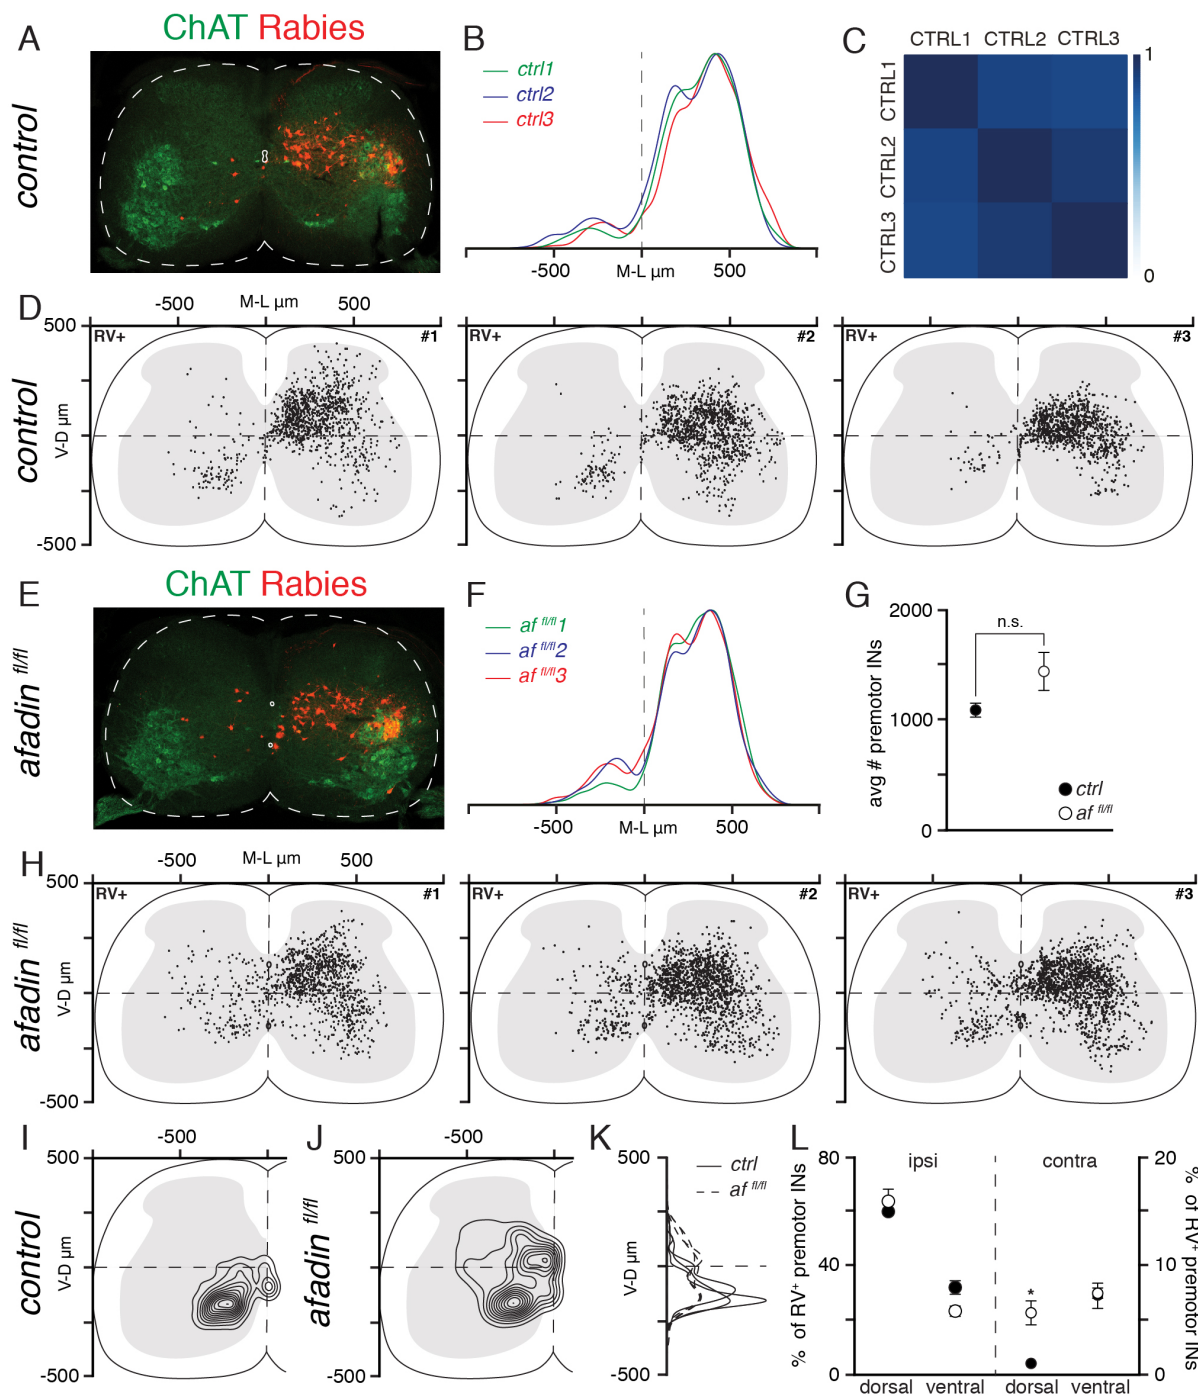 A
ChAT Rabies
control
B
ctrl1
ctrl2
ctrl3
-500
M-L µm
500
C
CTRL1 CTRL2 CTRL3
CTRL1
CTRL2
CTRL3
1
0
D
-500
M-L µm
500
500
-500
V-D µm
control
RV+
#1
RV+
#2
RV+
#3
E
ChAT Rabies
afadin fl/fl
F
af fl/fl 1
af fl/fl 2
af fl/fl 3
-500
M-L µm
500
G
2000
1000
0
avg # premotor INs
n.s.
ctrl
af fl/fl
H
-500
M-L µm
500
500
-500
V-D µm
afadin fl/fl
RV+
#1
RV+
#2
RV+
#3
I
-500
500
-500
V-D µm
control
J
-500
500
-500
afadin fl/fl
K
500
-500
V-D µm
ctrl
af fl/fl
L
80
40
0
% of RV+ premotor INs
ipsi
contra
*
20
10
0
% of RV+ premotor INs
dorsal ventral
dorsal ventral